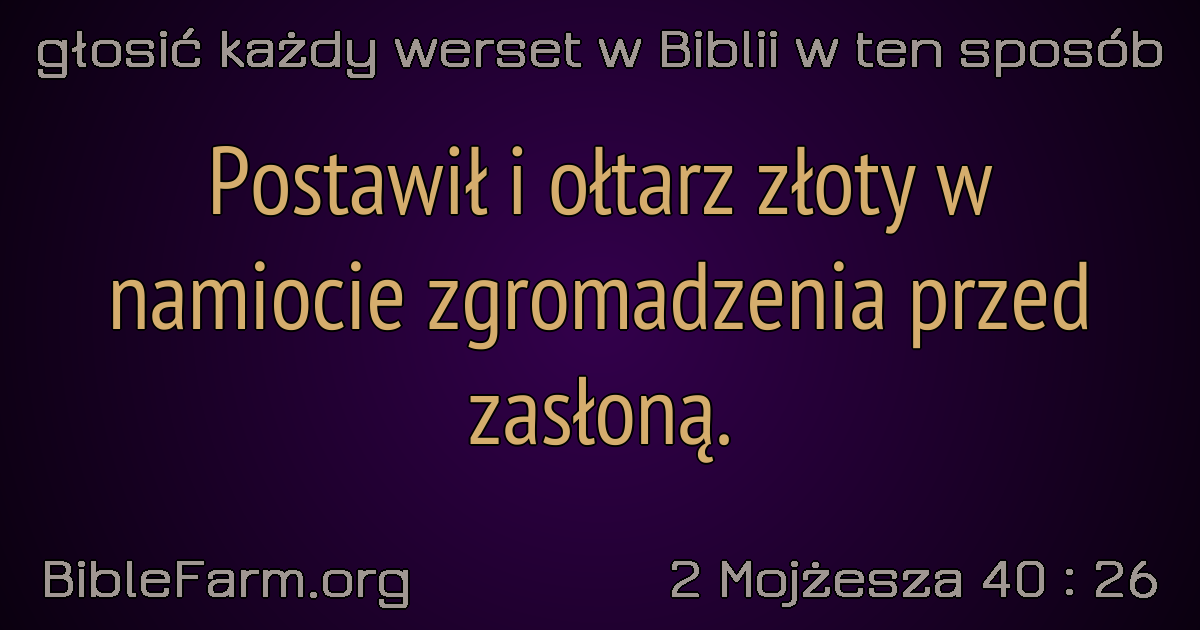 głosić każdy werset w Biblii w ten sposób
Postawił i ołtarz złoty w
namiocie zgromadzenia przed
zasłoną.
BibleFarm.org
2 Mojżesza 40 : 26